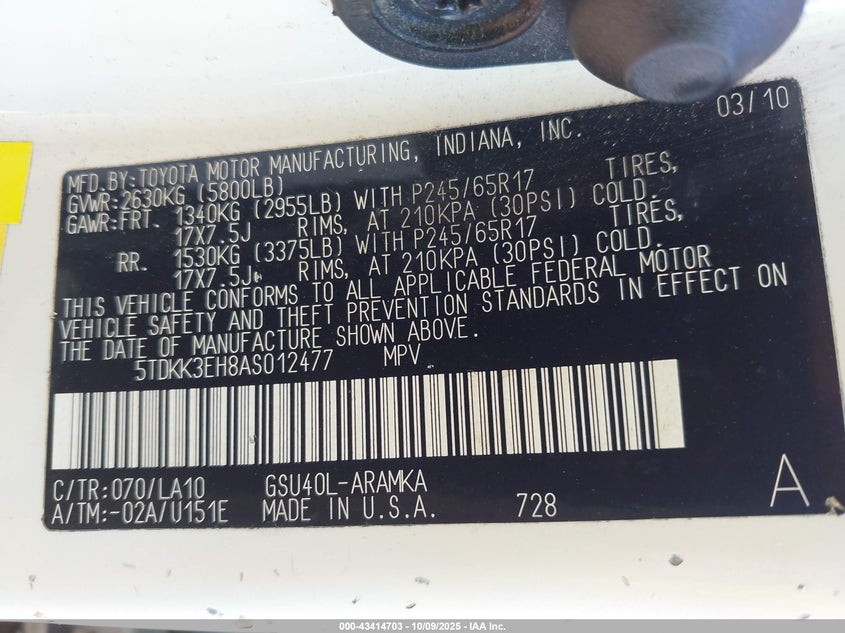 03/10
MFD.BY:TOYOTA MOTOR MANUFACTURING, INDIANA, INC.
GVWR:2630KG (5800LB)
GAWR:FRT. 1340KG (2955LB) WITH P245/65R17 TIRES,
17X7.5J RIMS, AT 210KPA (30PSI) COLD.
RR. 1530KG (3375LB) WITH P245/65R17 TIRES,
17X7.5J RIMS, AT 210KPA (30PSI) COLD.
THIS VEHICLE CONFORMS TO ALL APPLICABLE FEDERAL MOTOR
VEHICLE SAFETY AND THEFT PREVENTION STANDARDS IN EFFECT ON
THE DATE OF MANUFACTURE SHOWN ABOVE.
5TDKK3EH8AS012477 MPV
C/TR:070/LA10 GSU40L-ARAMKA
A/TM:-02A/U151E MADE IN U.S.A. 728 A
000-43414703 - 10/09/2025 - IAA Inc.